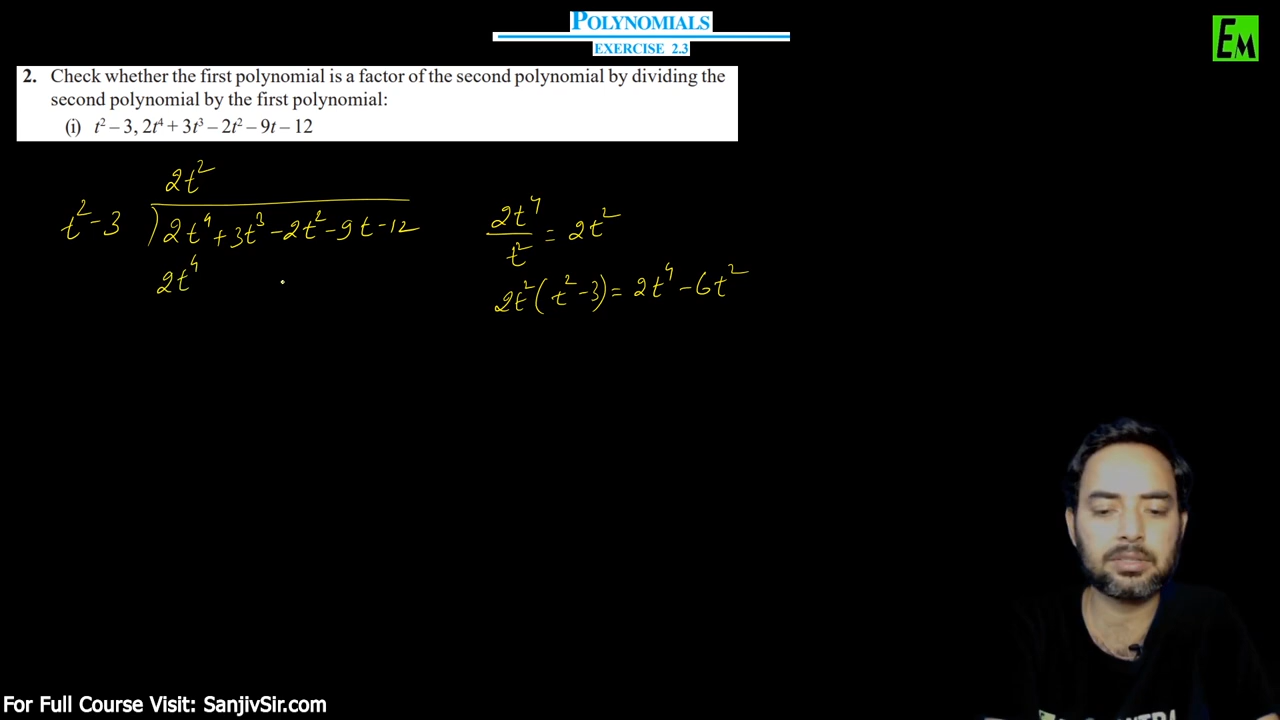 POLYNOMIALS
EXERCISE 2.3
EM
2. Check whether the first polynomial is a factor of the second polynomial by dividing the
second polynomial by the first polynomial:
(i) t² – 3, 2t⁴ + 3t³ – 2t² – 9t – 12
2t²
t² - 3 ) 2t⁴ + 3t³ - 2t² - 9t - 12
2t⁴
2t⁴/t² = 2t²
2t²(t² - 3) = 2t⁴ - 6t²
For Full Course Visit: SanjivSir.com